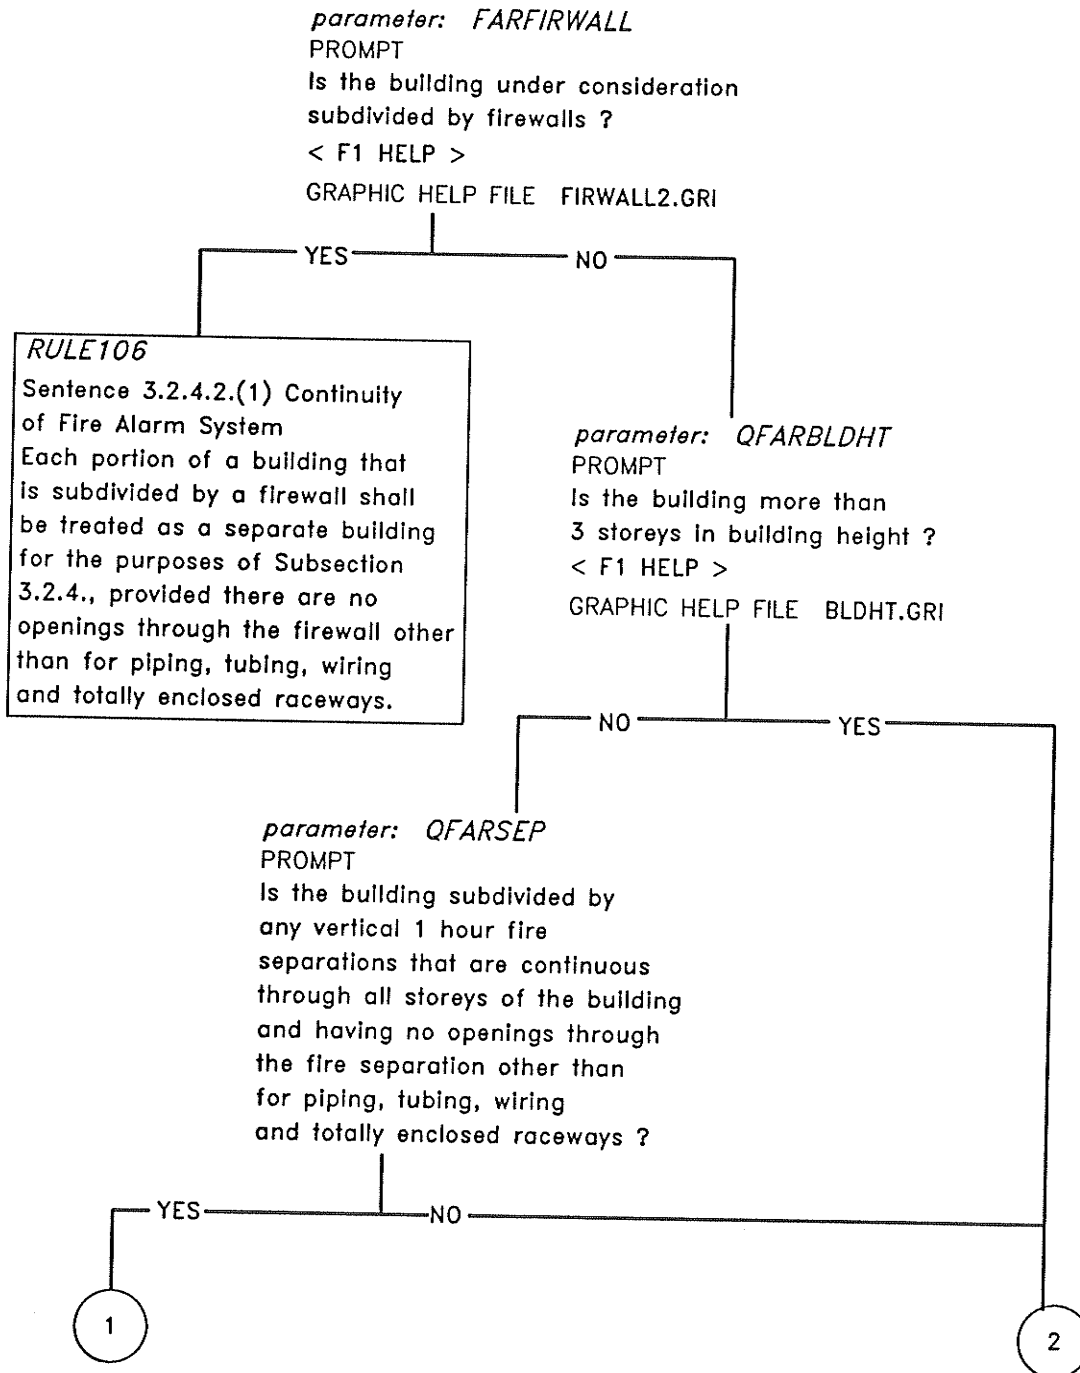 parameter: FARFIRWALL
PROMPT
Is the building under consideration
subdivided by firewalls ?
< F1 HELP >
GRAPHIC HELP FILE FIRWALL2.GRI
YES
NO
RULE106
Sentence 3.2.4.2.(1) Continuity
of Fire Alarm System
Each portion of a building that
is subdivided by a firewall shall
be treated as a separate building
for the purposes of Subsection
3.2.4., provided there are no
openings through the firewall other
than for piping, tubing, wiring
and totally enclosed raceways.
parameter: QFARBLDHT
PROMPT
Is the building more than
3 storeys in building height ?
< F1 HELP >
GRAPHIC HELP FILE BLDHT.GRI
NO
YES
parameter: QFARSEP
PROMPT
Is the building subdivided by
any vertical 1 hour fire
separations that are continuous
through all storeys of the building
and having no openings through
the fire separation other than
for piping, tubing, wiring
and totally enclosed raceways ?
YES
NO
1
2